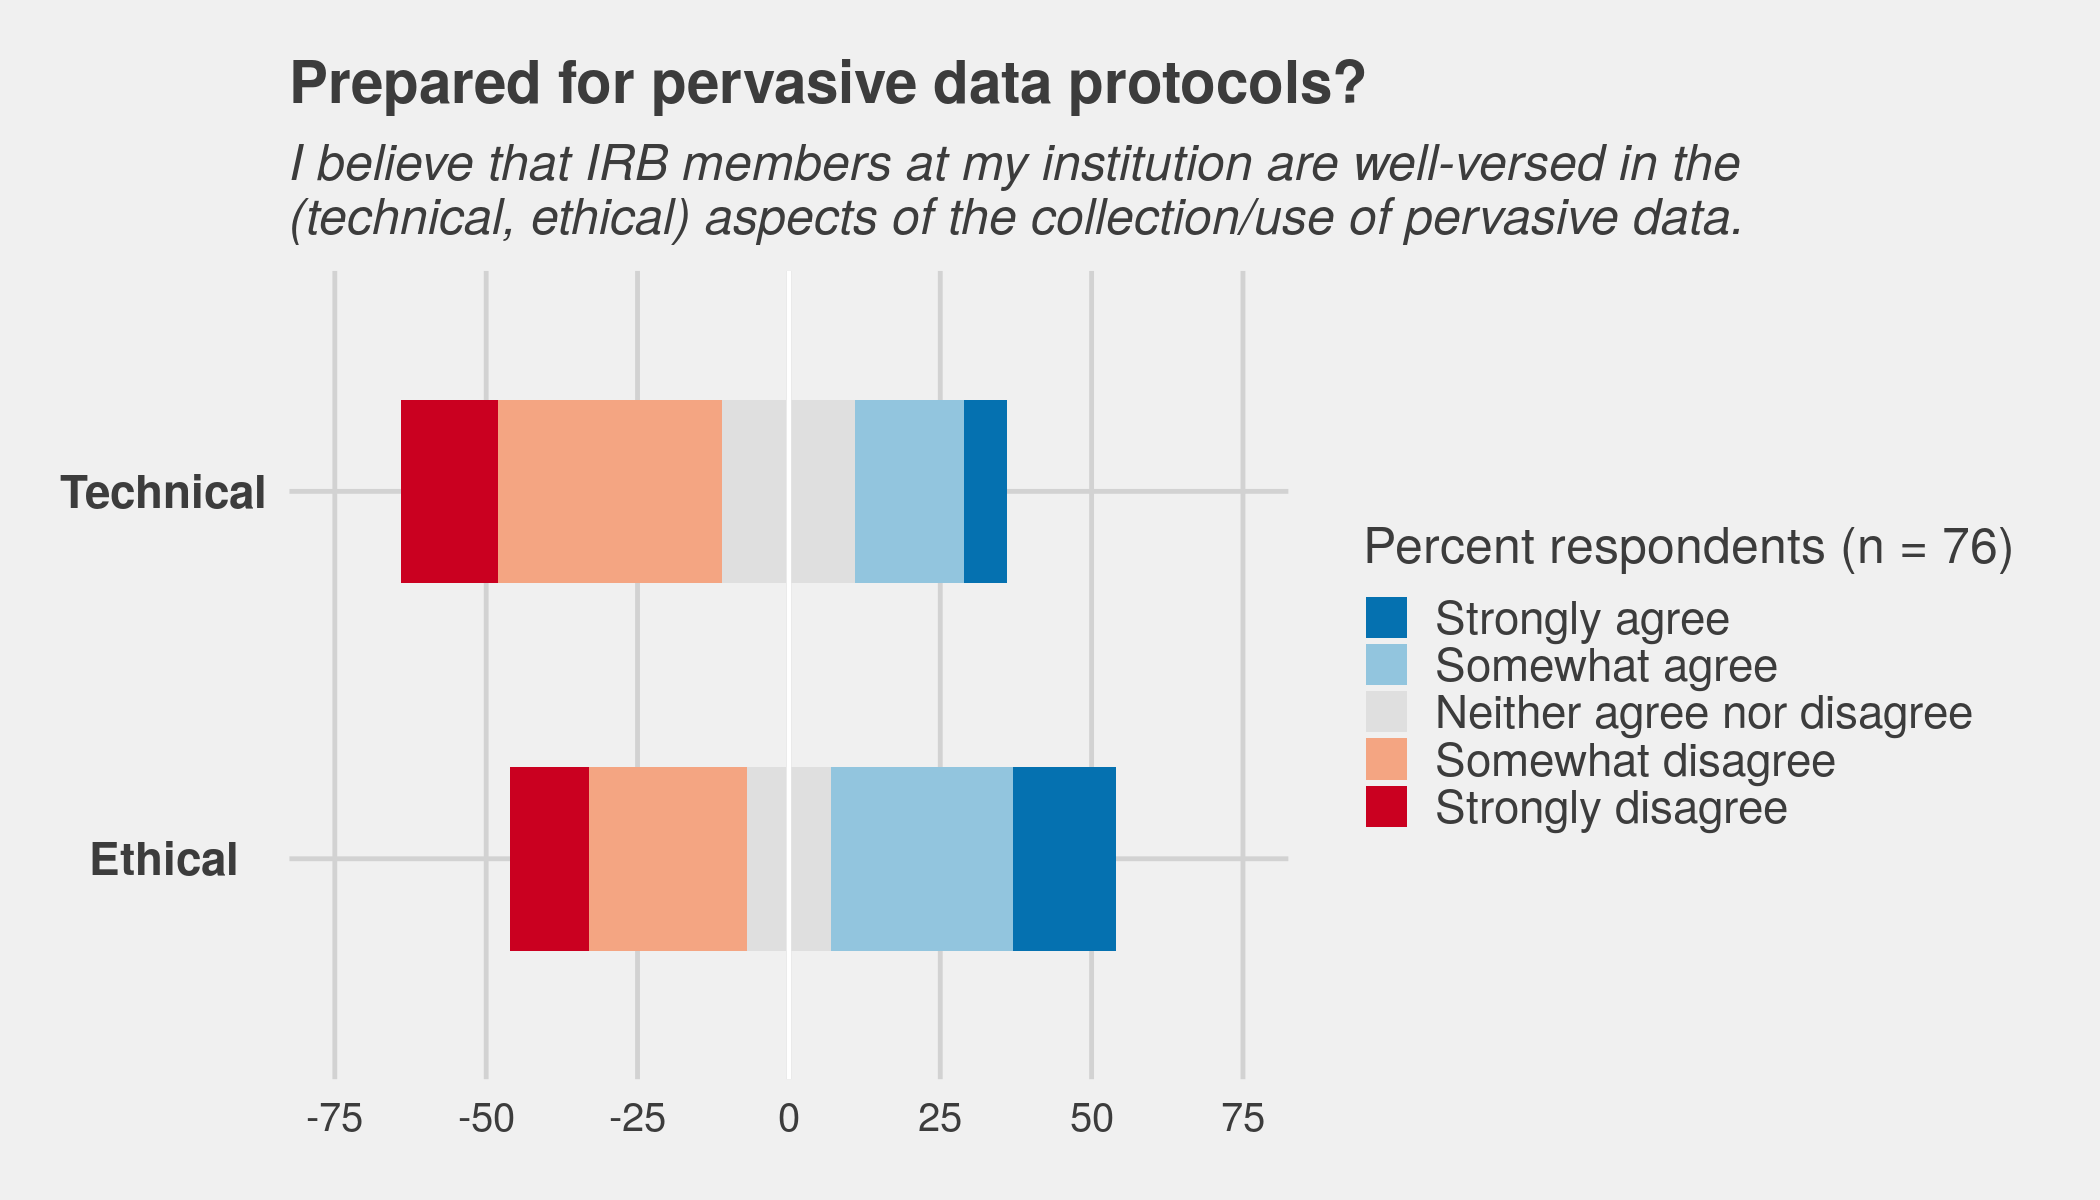 Prepared for pervasive data protocols?
I believe that IRB members at my institution are well-versed in the
(technical, ethical) aspects of the collection/use of pervasive data.
Technical
Ethical
-75
-50
-25
0
25
50
75
Percent respondents (n = 76)
Strongly agree
Somewhat agree
Neither agree nor disagree
Somewhat disagree
Strongly disagree